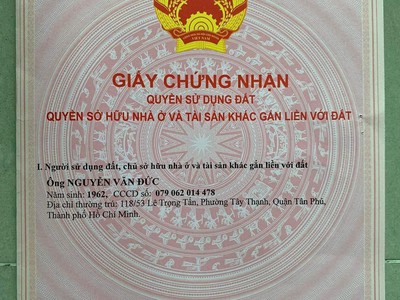 VIỆT NAM
GIẤY CHỨNG NHẬN
QUYỀN SỬ DỤNG ĐẤT
QUYỀN SỞ HỮU NHÀ Ở VÀ TÀI SẢN KHÁC GẮN LIỀN VỚI ĐẤT
I. Người sử dụng đất, chủ sở hữu nhà ở và tài sản khác gắn liền với đất
Ông NGUYỄN VĂN ĐỨC
Năm sinh: 1962, CCCD số: 079 062 014 478
Địa chỉ thường trú: 118/53 Lê Trọng Tấn, Phường Tây Thạnh, Quận Tân Phú,
Thành phố Hồ Chí Minh.